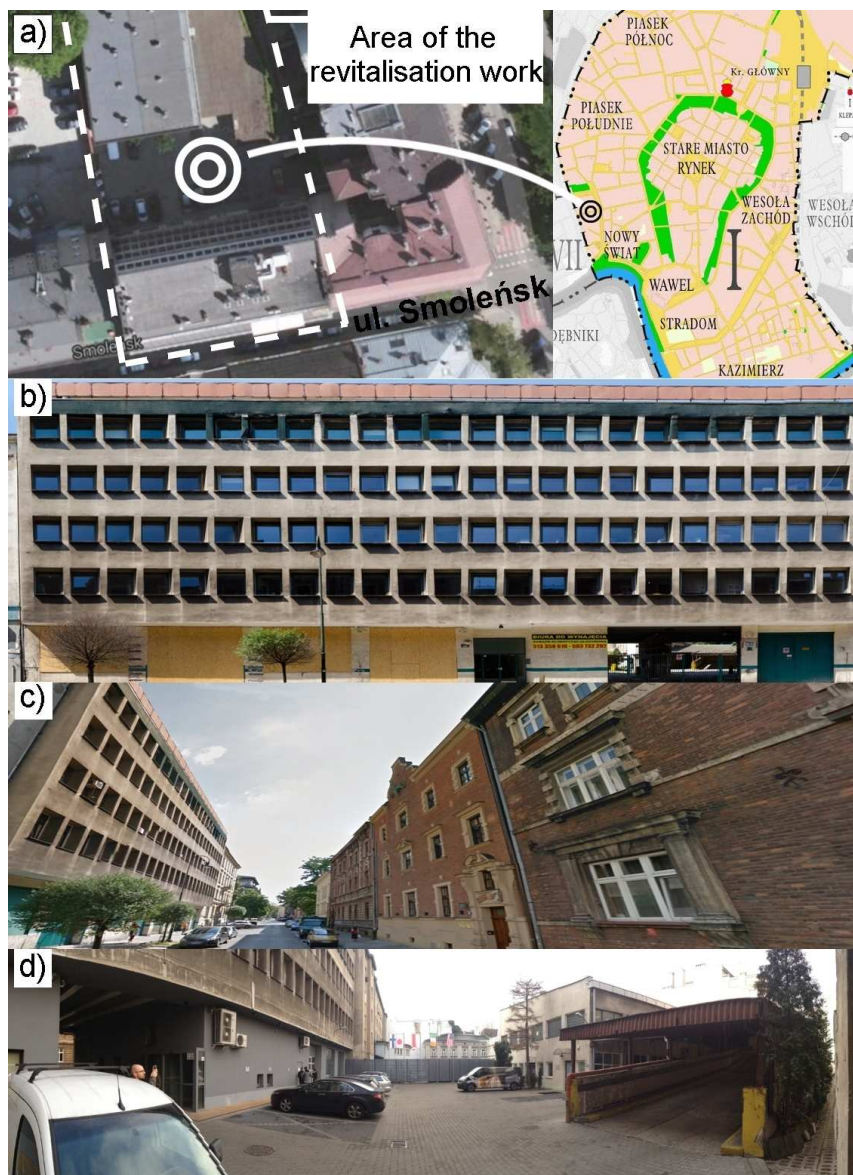 a)
Area of the
revitalisation work
ul. Smoleńsk
Smoleńsk
PIASEK
PÓŁNOC
Kr. GŁÓWNY
PIASEK
POŁUDNIE
STARE MIASTO
RYNEK
WESOŁA
ZACHÓD
WESOŁA
WSCHÓD
NOWY
ŚWIAT
VII
I
WAWEL
STRADOM
DĘBNIKI
KAZIMIERZ
b)
BIURA DO WYNAJĘCIA
c)
d)